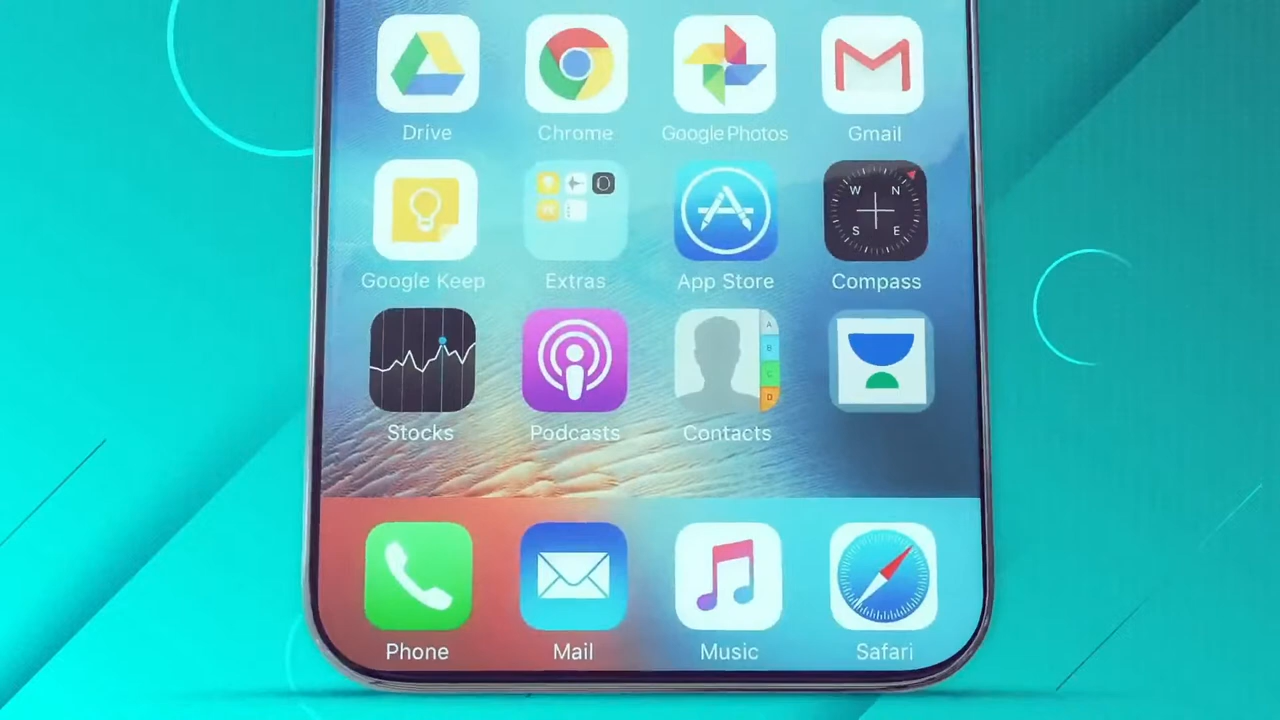 Drive Chrome Google Photos Gmail
W N
S E
Google Keep Extras App Store Compass
A
B
C
D
Stocks Podcasts Contacts
Phone Mail Music Safari